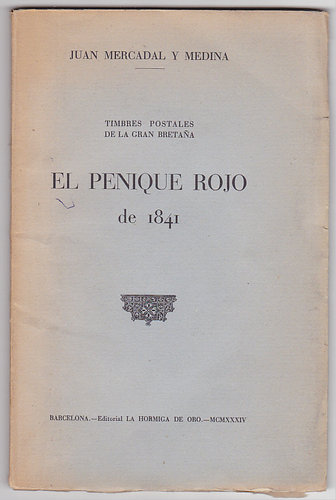 JUAN MERCADAL Y MEDINA
TIMBRES POSTALES
DE LA GRAN BRETAÑA
EL PENIQUE ROJO
de 1841
BARCELONA.—Editorial LA HORMIGA DE ORO.—MCMXXXIV